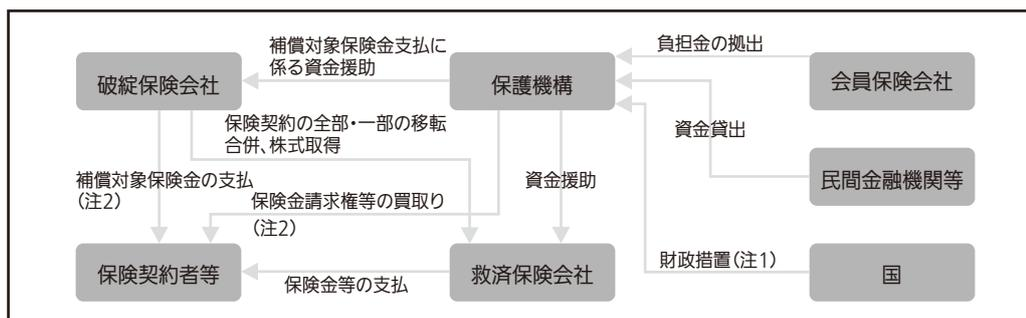 補償対象保険金支払に
係る資金援助
負担金の拠出
破綻保険会社
保護機構
会員保険会社
保険契約の全部・一部の移転
合併、株式取得
資金貸出
補償対象保険金の支払
(注2)
資金援助
民間金融機関等
保険金請求権等の買取り
(注2)
財政措置(注1)
保険契約者等
救済保険会社
国
保険金等の支払